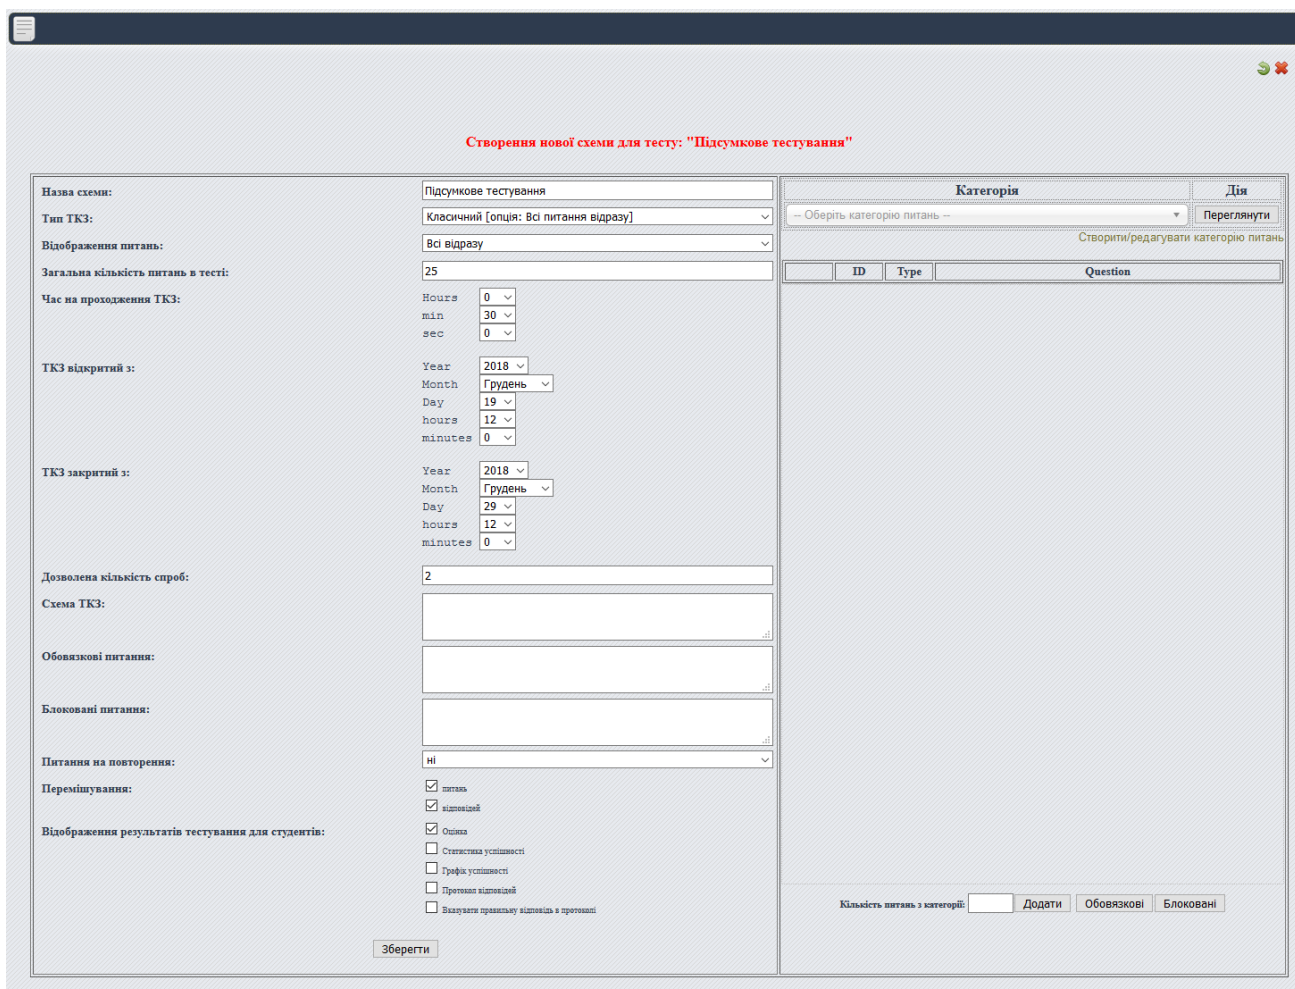 Створення нової схеми для тесту: "Підсумкове тестування"
Назва схеми: Підсумкове тестування
Тип ТКЗ: Класичний [опція: Всі питання відразу]
Відображення питань: Всі відразу
Загальна кількість питань в тесті: 25
Час на проходження ТКЗ: Hours 0
min 30
sec 0
ТКЗ відкритий з: Year 2018
Month Грудень
Day 19
hours 12
minutes 0
ТКЗ закритий з: Year 2018
Month Грудень
Day 29
hours 12
minutes 0
Дозволена кількість спроб: 2
Схема ТКЗ:
Обовязкові питання:
Блоковані питання:
Питання на повторення: ні
Перемішування: питань
відповідей
Відображення результатів тестування для студентів: Оцінка
Статистика успішності
Графік успішності
Протокол відповідей
Вказувати правильну відповідь в протоколі
Зберегти
Категорія Дія
-- Оберіть категорію питань -- Переглянути
Створити/редагувати категорію питань
ID Type Question
Кількість питань з категорії: Додати Обовязкові Блоковані